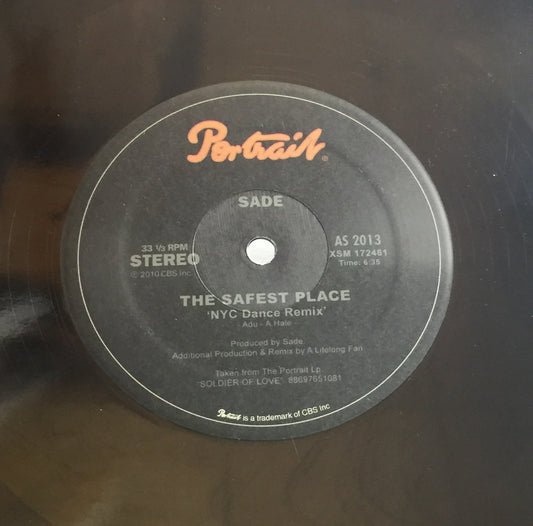 Portrait®
SADE
33 ⅓ RPM
STEREO
℗ 2010 CBS Inc
AS 2013
XSM 172461
Time: 6:35
THE SAFEST PLACE
'NYC Dance Remix'
- Adu - A Hale -
Produced by Sade
Additional Production & Remix by A Lifelong Fan
Taken from The Portrait Lp
"SOLDIER OF LOVE" 88697651081
Portrait is a trademark of CBS Inc